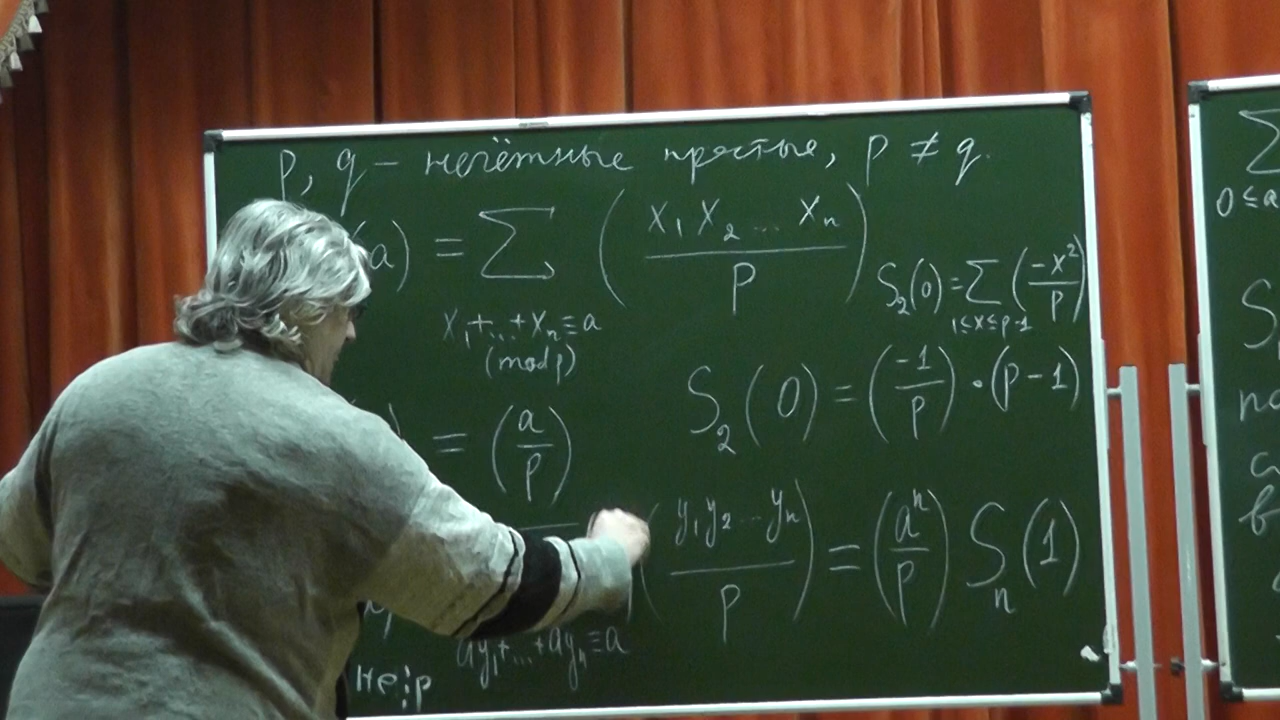 p, q – нечётные простые, p ≠ q.
(a) = ∑ (x₁x₂...xₙ / p)
x₁+...+xₙ≡a
(mod p)
S₂(0) = ∑ (-x² / p)
1≤x≤p-1
S₂(0) = (-1 / p) · (p-1)
) = (a / p)
(y₁y₂...yₙ / p) = (aⁿ / p) Sₙ(1)
ay₁+...+ayₙ≡a
не⋮p
∑
0≤a
S